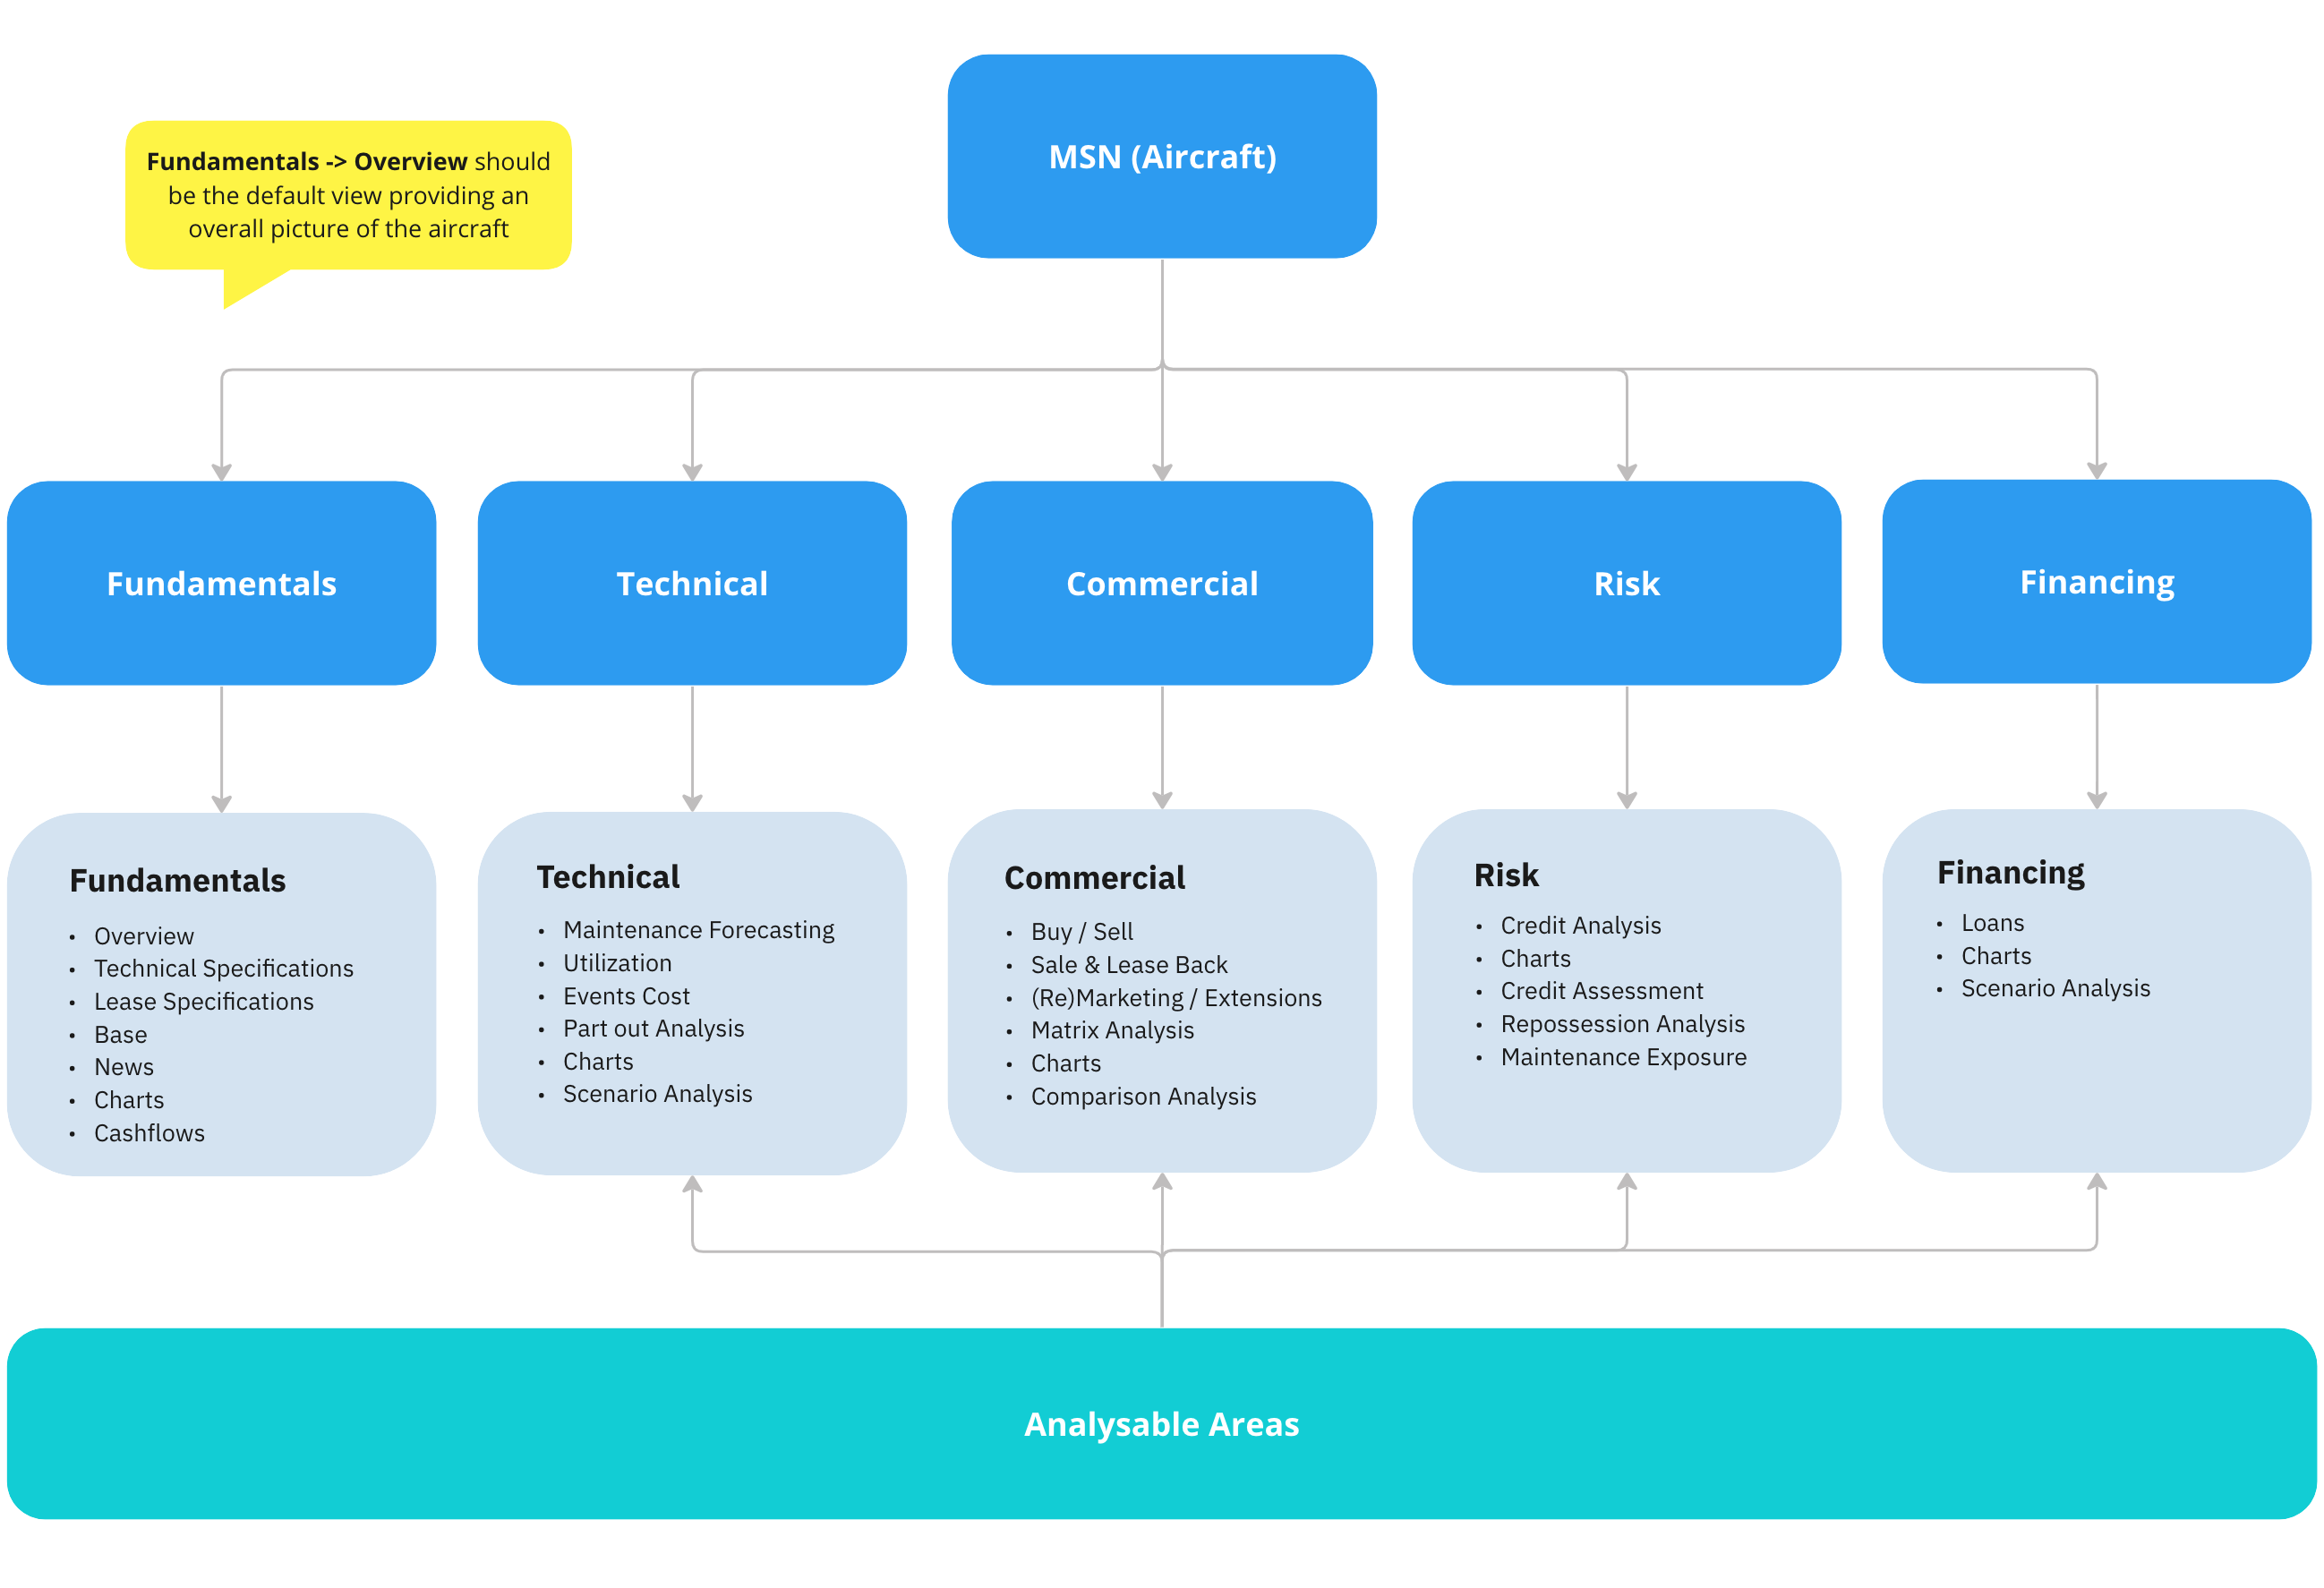 MSN (Aircraft)
Fundamentals -> Overview should
be the default view providing an
overall picture of the aircraft
Fundamentals
Technical
Commercial
Risk
Financing
Fundamentals
• Overview
• Technical Specifications
• Lease Specifications
• Base
• News
• Charts
• Cashflows
Technical
• Maintenance Forecasting
• Utilization
• Events Cost
• Part out Analysis
• Charts
• Scenario Analysis
Commercial
• Buy / Sell
• Sale & Lease Back
• (Re)Marketing / Extensions
• Matrix Analysis
• Charts
• Comparison Analysis
Risk
• Credit Analysis
• Charts
• Credit Assessment
• Repossession Analysis
• Maintenance Exposure
Financing
• Loans
• Charts
• Scenario Analysis
Analysable Areas